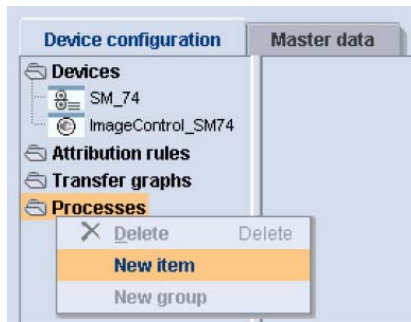 Device configuration Master data
Devices
SM_74
ImageControl_SM74
Attribution rules
Transfer graphs
Processes
Delete Delete
New item
New group